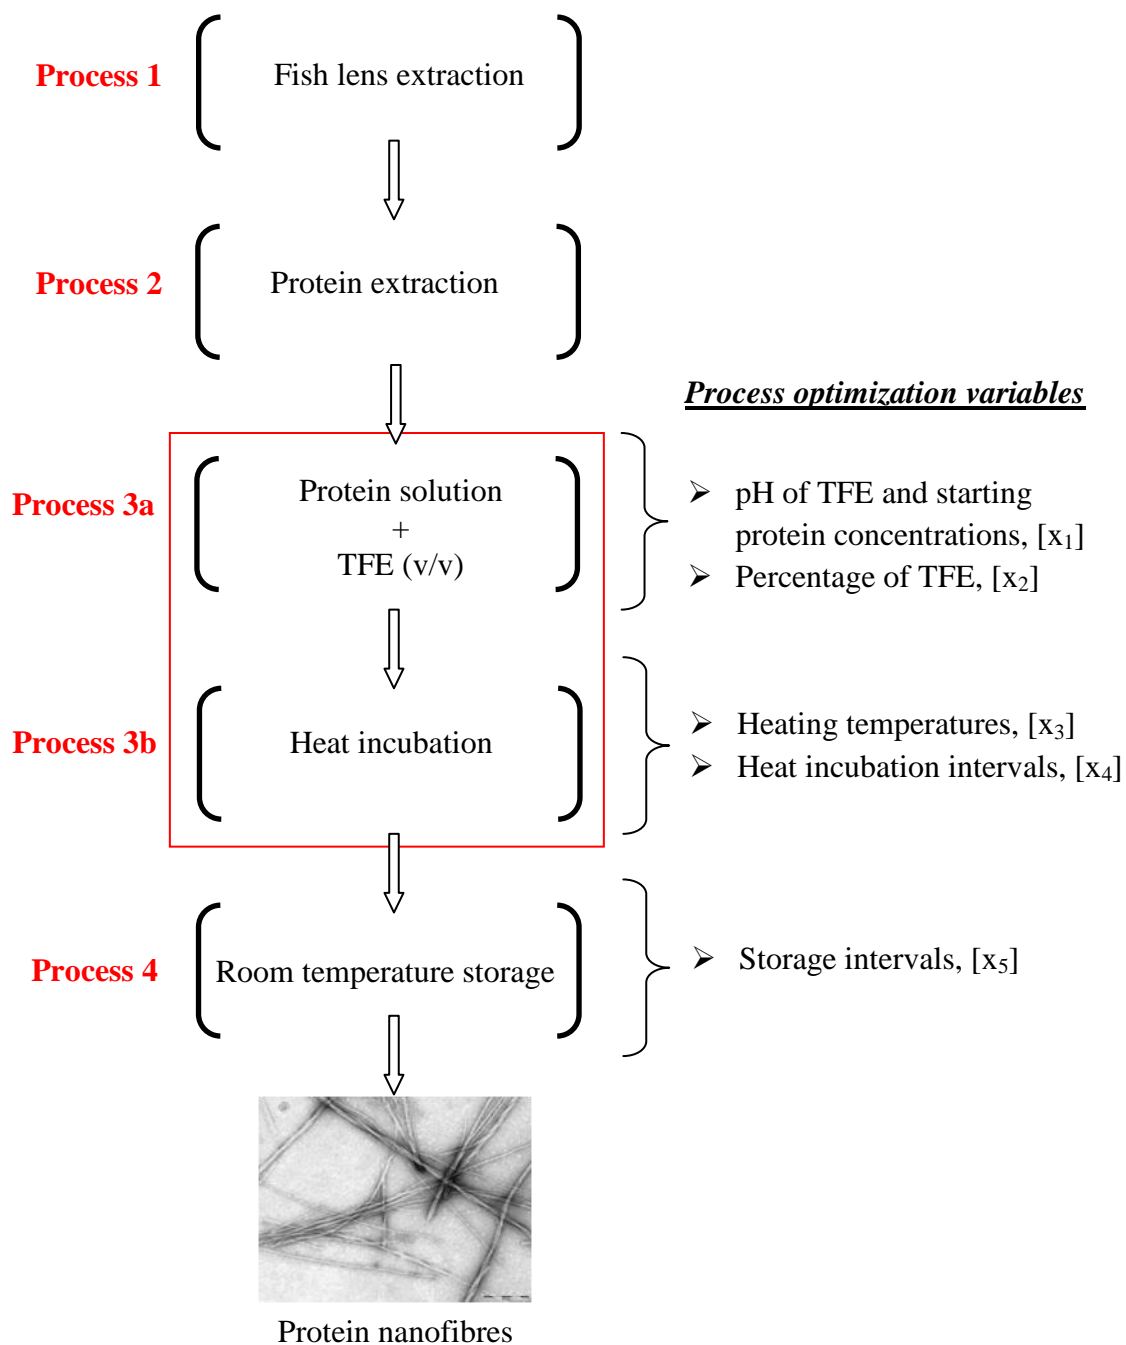 Process 1
Fish lens extraction
Process 2
Protein extraction
Process optimization variables
Process 3a
Protein solution
+
TFE (v/v)
➢ pH of TFE and starting
protein concentrations, [x₁]
➢ Percentage of TFE, [x₂]
Process 3b
Heat incubation
➢ Heating temperatures, [x₃]
➢ Heat incubation intervals, [x₄]
Process 4
Room temperature storage
➢ Storage intervals, [x₅]
Protein nanofibres